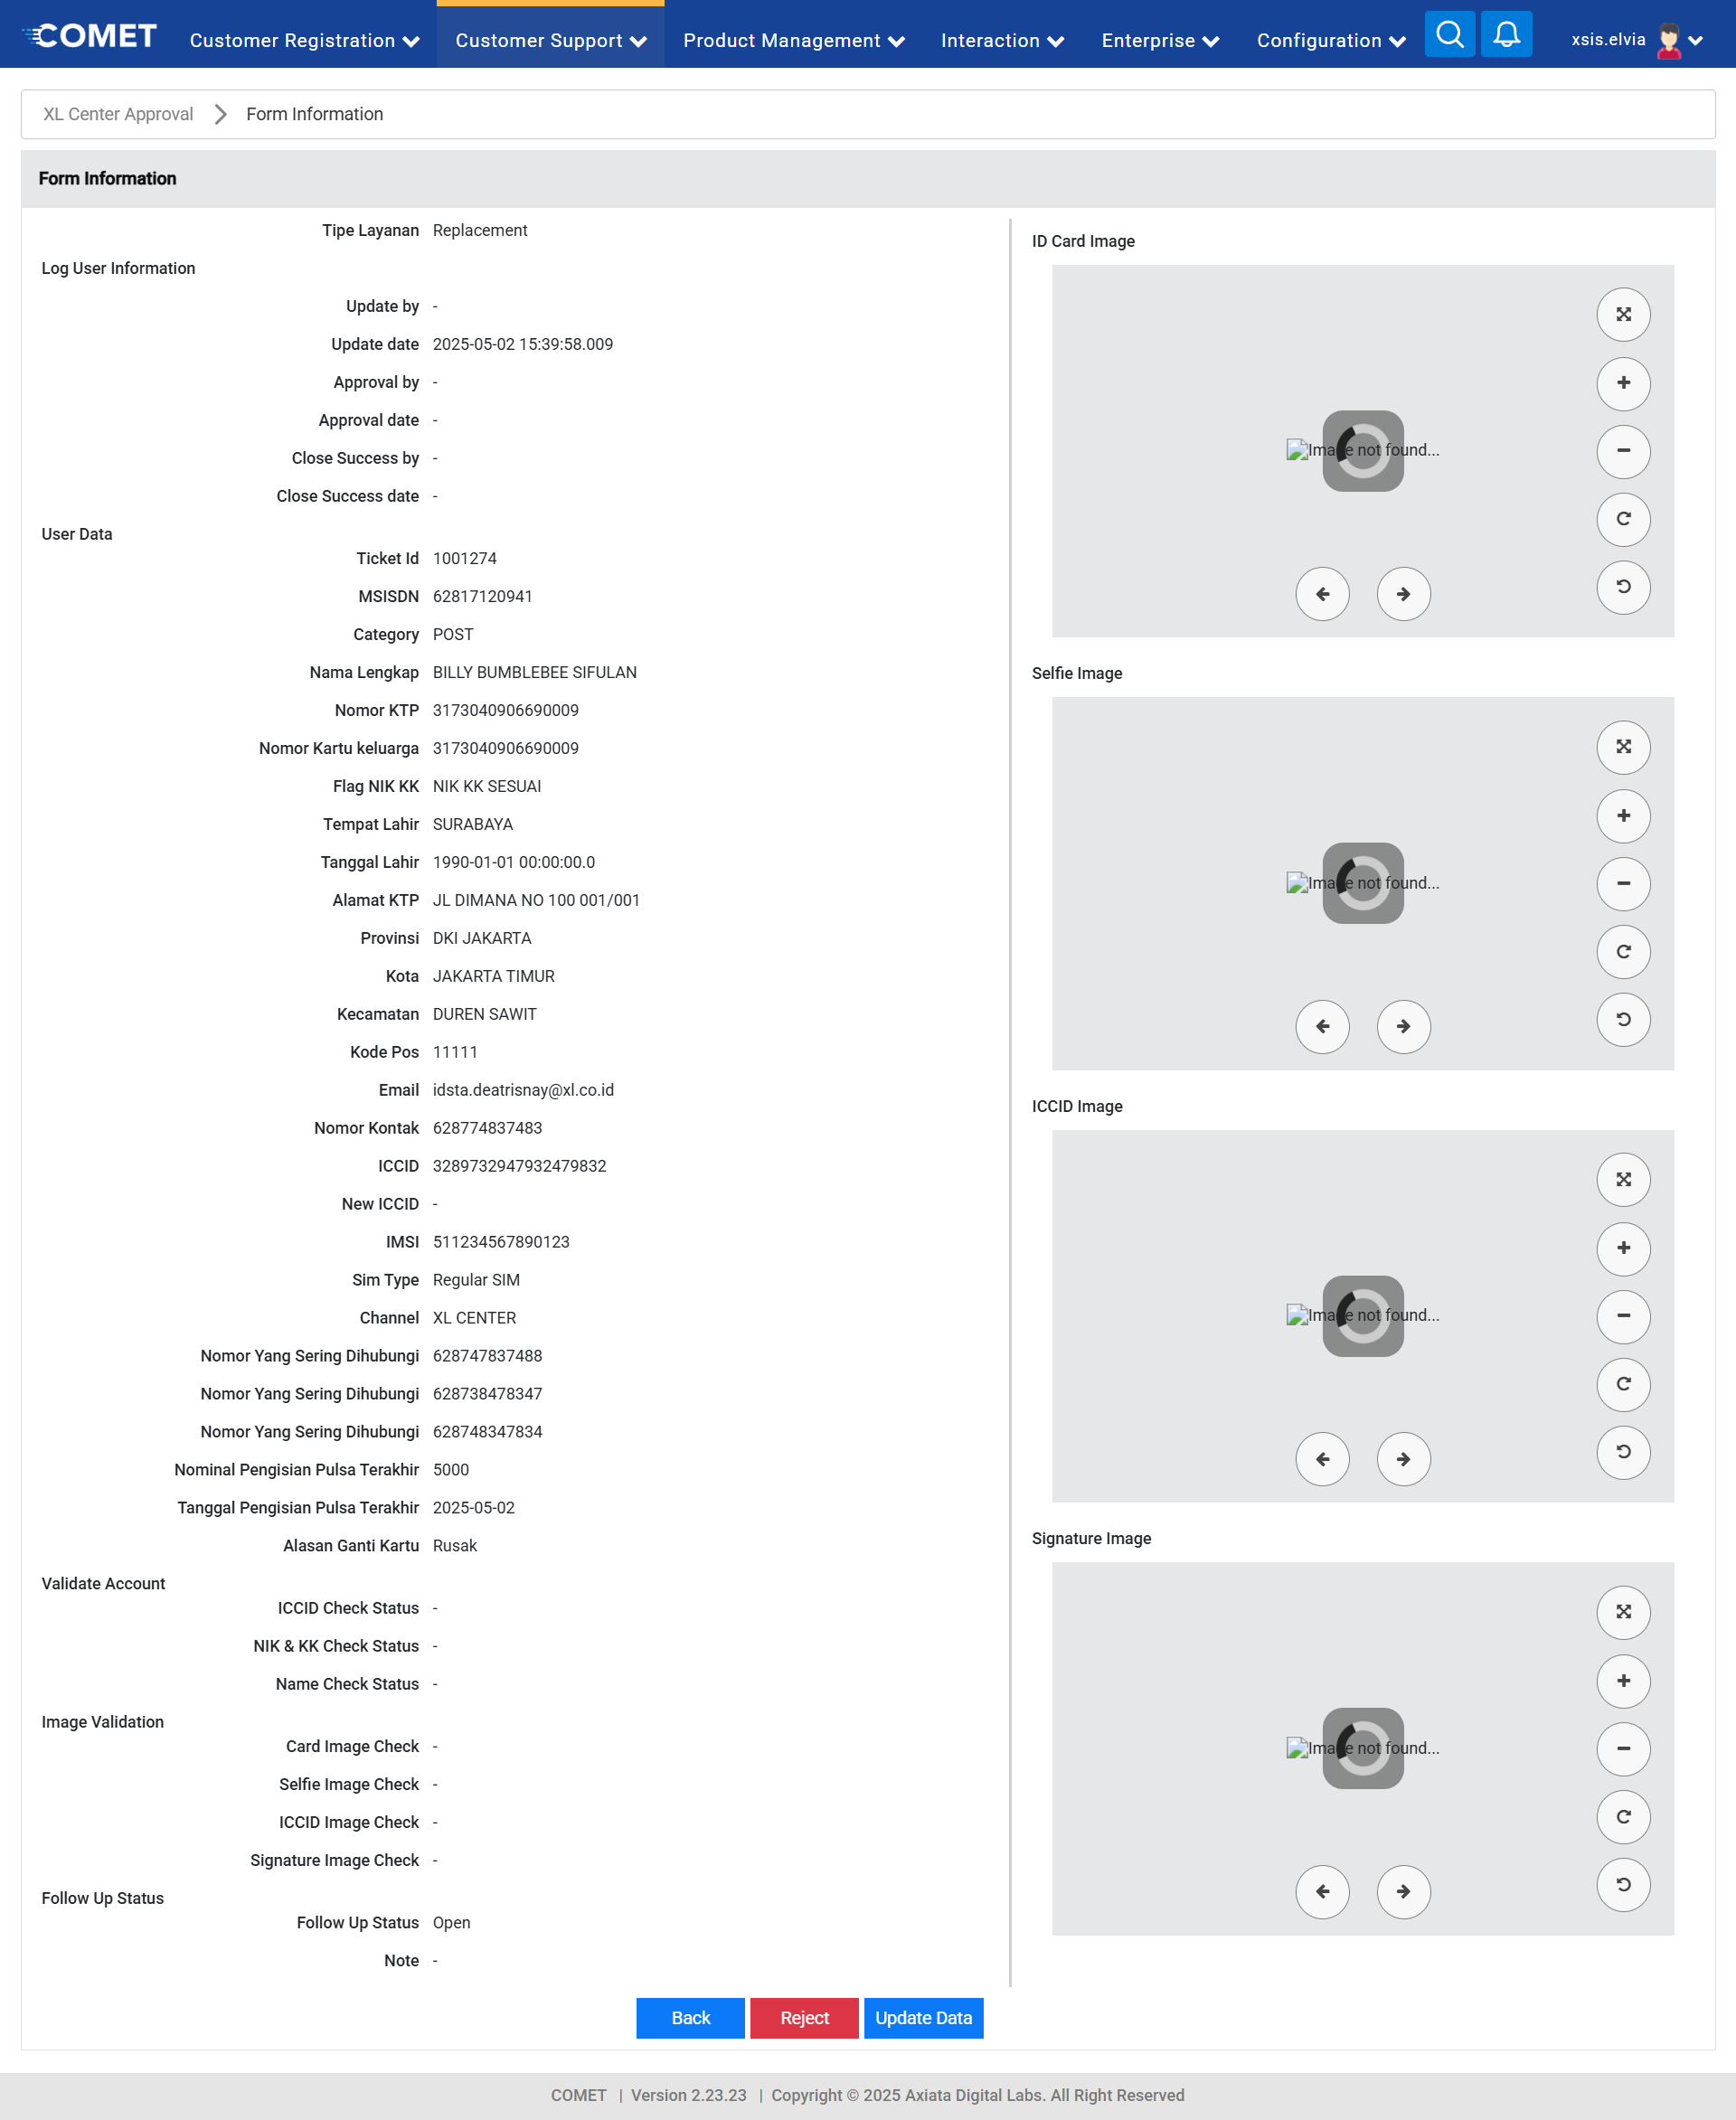 COMET
Customer Registration
Customer Support
Product Management
Interaction
Enterprise
Configuration
xsis.elvia
XL Center Approval
Form Information
Form Information
Tipe Layanan Replacement
Log User Information
Update by -
Update date 2025-05-02 15:39:58.009
Approval by -
Approval date -
Close Success by -
Close Success date -
User Data
Ticket Id 1001274
MSISDN 62817120941
Category POST
Nama Lengkap BILLY BUMBLEBEE SIFULAN
Nomor KTP 3173040906690009
Nomor Kartu keluarga 3173040906690009
Flag NIK KK NIK KK SESUAI
Tempat Lahir SURABAYA
Tanggal Lahir 1990-01-01 00:00:00.0
Alamat KTP JL DIMANA NO 100 001/001
Provinsi DKI JAKARTA
Kota JAKARTA TIMUR
Kecamatan DUREN SAWIT
Kode Pos 11111
Email idsta.deatrisnay@xl.co.id
Nomor Kontak 628774837483
ICCID 3289732947932479832
New ICCID -
IMSI 511234567890123
Sim Type Regular SIM
Channel XL CENTER
Nomor Yang Sering Dihubungi 628747837488
Nomor Yang Sering Dihubungi 628738478347
Nomor Yang Sering Dihubungi 628748347834
Nominal Pengisian Pulsa Terakhir 5000
Tanggal Pengisian Pulsa Terakhir 2025-05-02
Alasan Ganti Kartu Rusak
Validate Account
ICCID Check Status -
NIK & KK Check Status -
Name Check Status -
Image Validation
Card Image Check -
Selfie Image Check -
ICCID Image Check -
Signature Image Check -
Follow Up Status
Follow Up Status Open
Note -
Back
Reject
Update Data
ID Card Image
Image not found...
Selfie Image
Image not found...
ICCID Image
Image not found...
Signature Image
Image not found...
COMET | Version 2.23.23 | Copyright © 2025 Axiata Digital Labs. All Right Reserved